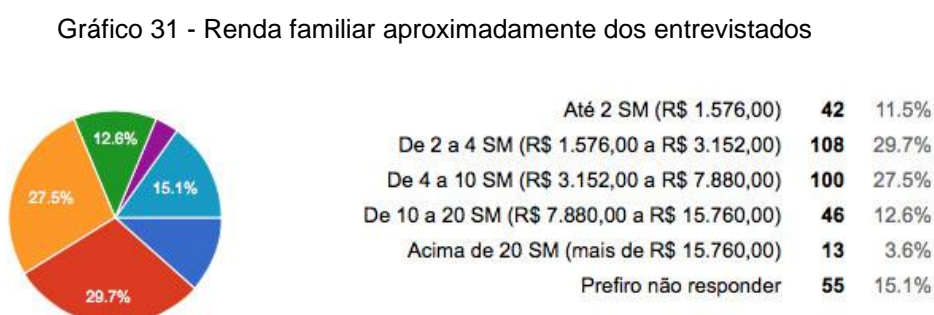 Gráfico 31 - Renda familiar aproximadamente dos entrevistados
12.6%
27.5%
15.1%
29.7%
Até 2 SM (R$ 1.576,00) 42 11.5%
De 2 a 4 SM (R$ 1.576,00 a R$ 3.152,00) 108 29.7%
De 4 a 10 SM (R$ 3.152,00 a R$ 7.880,00) 100 27.5%
De 10 a 20 SM (R$ 7.880,00 a R$ 15.760,00) 46 12.6%
Acima de 20 SM (mais de R$ 15.760,00) 13 3.6%
Prefiro não responder 55 15.1%